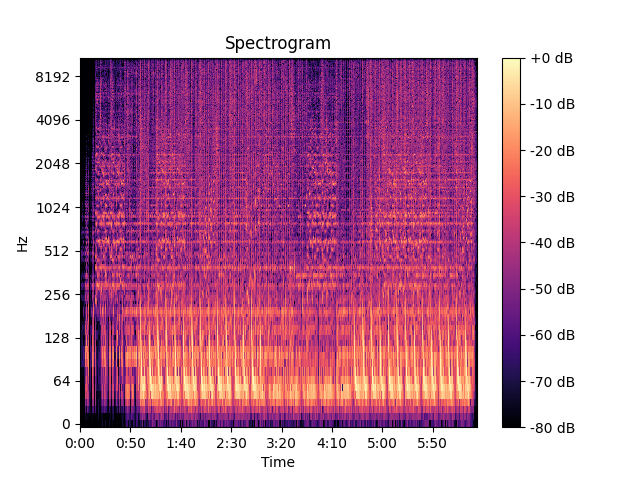 Spectrogram
8192
4096
2048
1024
512
256
128
64
0
Hz
0:00 0:50 1:40 2:30 3:20 4:10 5:00 5:50
Time
+0 dB
-10 dB
-20 dB
-30 dB
-40 dB
-50 dB
-60 dB
-70 dB
-80 dB